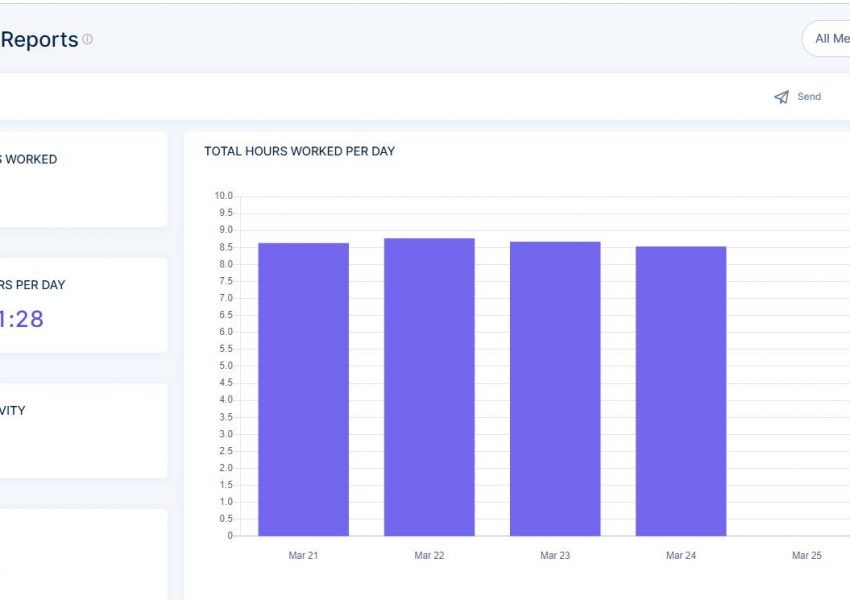 Reports
All Me
Send
S WORKED
RS PER DAY
1:28
VITY
TOTAL HOURS WORKED PER DAY
10.0
9.5
9.0
8.5
8.0
7.5
7.0
6.5
6.0
5.5
5.0
4.5
4.0
3.5
3.0
2.5
2.0
1.5
1.0
0.5
0
Mar 21 Mar 22 Mar 23 Mar 24 Mar 25